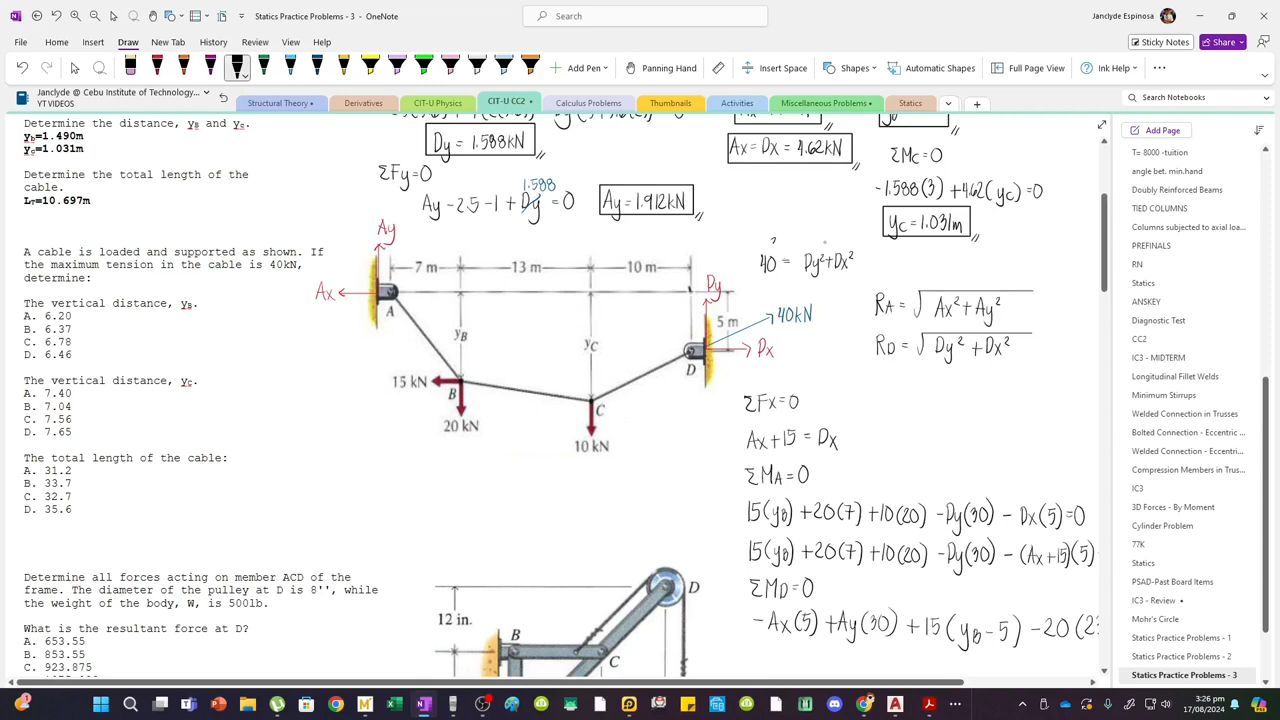 Statics Practice Problems - 3 - OneNote
Search
Janclyde Espinosa
File Home Insert Draw New Tab History Review View Help
Sticky Notes
Share
Add Pen
Panning Hand
Insert Space
Shapes
Automatic Shapes
Full Page View
Ink Help
Janclyde @ Cebu Institute of Technology...
YT VIDEOS
Structural Theory
Derivatives
CIT-U Physics
CIT-U CC2
Calculus Problems
Thumbnails
Activities
Miscellaneous Problems
Statics
Search Notebooks
Determine the distance, yB and yC.
yb=1.490m
yc=1.031m
Determine the total length of the
cable.
LT=10.697m
Dy = 1.588kN
ΣFy=0
1.588
Ay - 2.5 - 1 + Dy = 0
Ay = 1.912kN
Ax = Dx = 4.62kN
ΣMc=0
-1.588(3) +4.62(yc)=0
yc = 1.031m
A cable is loaded and supported as shown. If
the maximum tension in the cable is 40kN,
determine:
The vertical distance, yB.
A. 6.20
B. 6.37
C. 6.78
D. 6.46
The vertical distance, yC.
A. 7.40
B. 7.04
C. 7.56
D. 7.65
The total length of the cable:
A. 31.2
B. 33.7
C. 32.7
D. 35.6
Ay
Ax
7 m
13 m
10 m
A
yB
yC
5 m
Dy
40kN
Dx
D
15 kN
B
20 kN
C
10 kN
40² = Dy²+Dx²
RA = √Ax²+Ay²
RD = √Dy²+Dx²
ΣFx=0
Ax+15 = Dx
ΣMA=0
15(yB) +20(7) +10(20) -Dy(30) - Dx(5)=0
15(yB) +20(7) +10(20) -Dy(30) - (Ax+15)(5)
ΣMD=0
-Ax(5) +Ay(30) +15(yB-5) -20(23
Determine all forces acting on member ACD of the
frame. The diameter of the pulley at D is 8'', while
the weight of the body, W, is 500lb.
What is the resultant force at D?
A. 653.55
B. 853.55
C. 923.875
12 in.
B
C
D
Add Page
T= 8000 -tuition
angle bet. min.hand
Doubly Reinforced Beams
TIED COLUMNS
Columns subjected to axial loa...
PREFINALS
RN
Statics
ANSKEY
Diagnostic Test
CC2
IC3 - MIDTERM
Longitudinal Fillet Welds
Minimum Stirrups
Welded Connection in Trusses
Bolted Connection - Eccentric ...
Welded Connection - Eccentri...
Compression Members in Trus...
IC3
3D Forces - By Moment
Cylinder Problem
77K
Statics
PSAD-Past Board Items
IC3 - Review
Mohr's Circle
Statics Practice Problems - 1
Statics Practice Problems - 2
Statics Practice Problems - 3
3:26 pm
17/08/2024